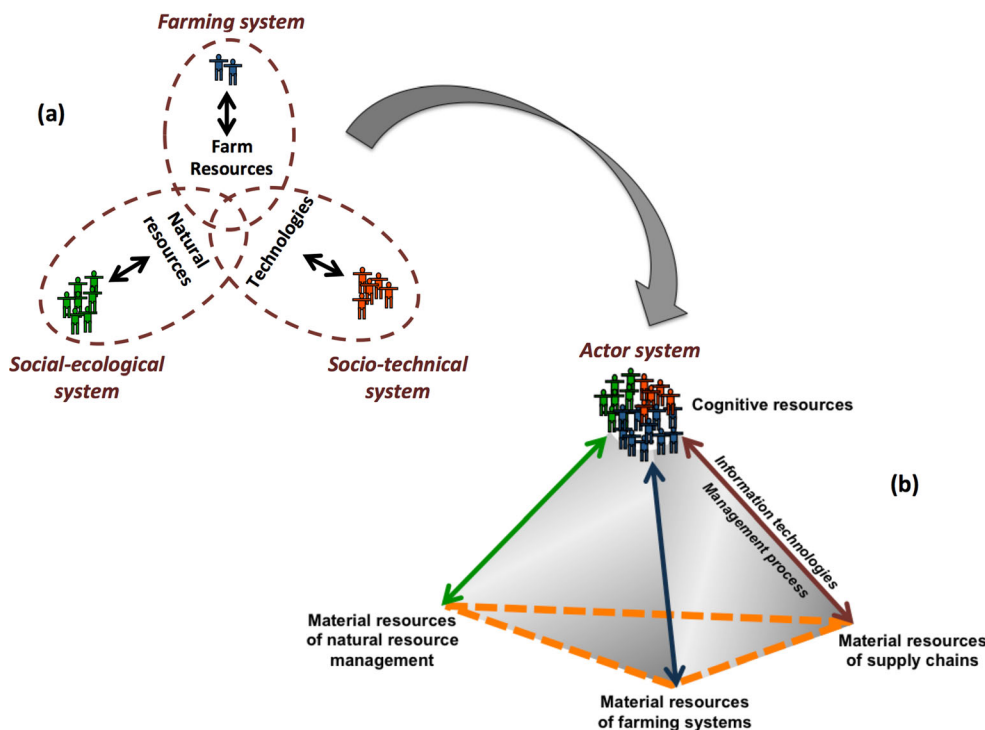 Farming system
(a)
Farm
Resources
Natural
resources
Technologies
Social-ecological
system
Socio-technical
system
Actor system
Cognitive resources
Information technologies
Management process
(b)
Material resources
of natural resource
management
Material resources
of supply chains
Material resources
of farming systems